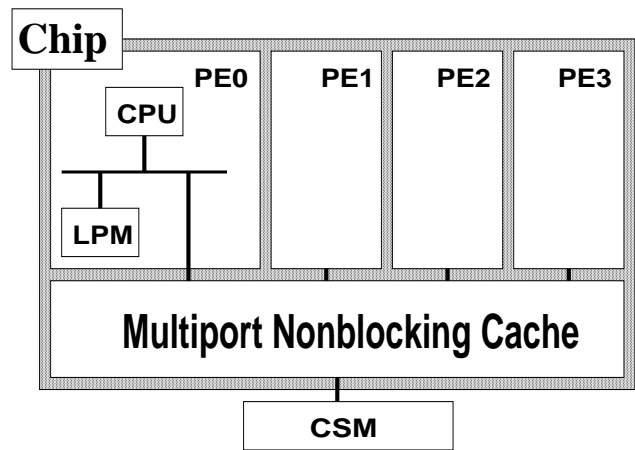 Chip
PE0
PE1
PE2
PE3
CPU
LPM
Multiport Nonblocking Cache
CSM